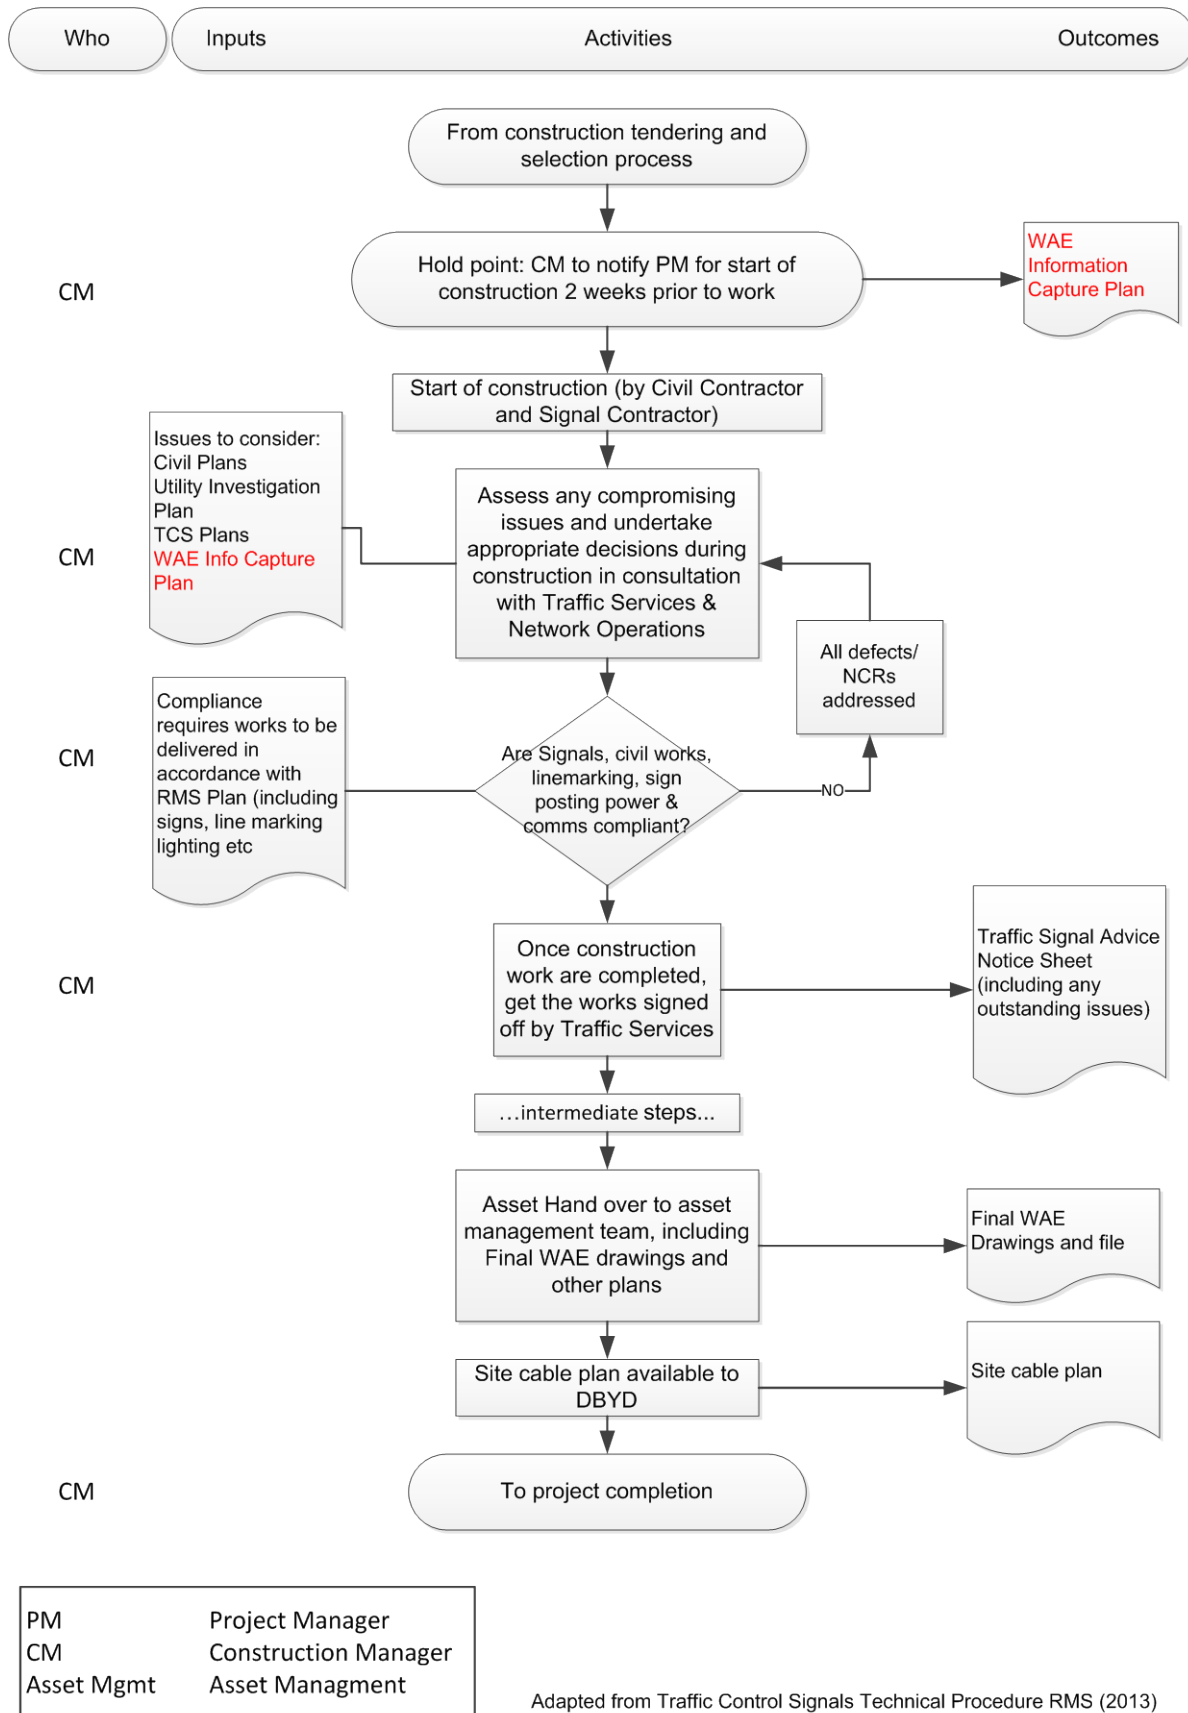 Who
Inputs
Activities
Outcomes
From construction tendering and
selection process
CM
Hold point: CM to notify PM for start of
construction 2 weeks prior to work
WAE
Information
Capture Plan
Start of construction (by Civil Contractor
and Signal Contractor)
Issues to consider:
Civil Plans
Utility Investigation
Plan
TCS Plans
WAE Info Capture
Plan
CM
Assess any compromising
issues and undertake
appropriate decisions during
construction in consultation
with Traffic Services &
Network Operations
All defects/
NCRs
addressed
Compliance
requires works to be
delivered in
accordance with
RMS Plan (including
signs, line marking
lighting etc
CM
Are Signals, civil works,
linemarking, sign
posting power &
comms compliant?
NO
CM
Once construction
work are completed,
get the works signed
off by Traffic Services
Traffic Signal Advice
Notice Sheet
(including any
outstanding issues)
...intermediate steps...
Asset Hand over to asset
management team, including
Final WAE drawings and
other plans
Final WAE
Drawings and file
Site cable plan available to
DBYD
Site cable plan
CM
To project completion
PM Project Manager
CM Construction Manager
Asset Mgmt Asset Managment
Adapted from Traffic Control Signals Technical Procedure RMS (2013)